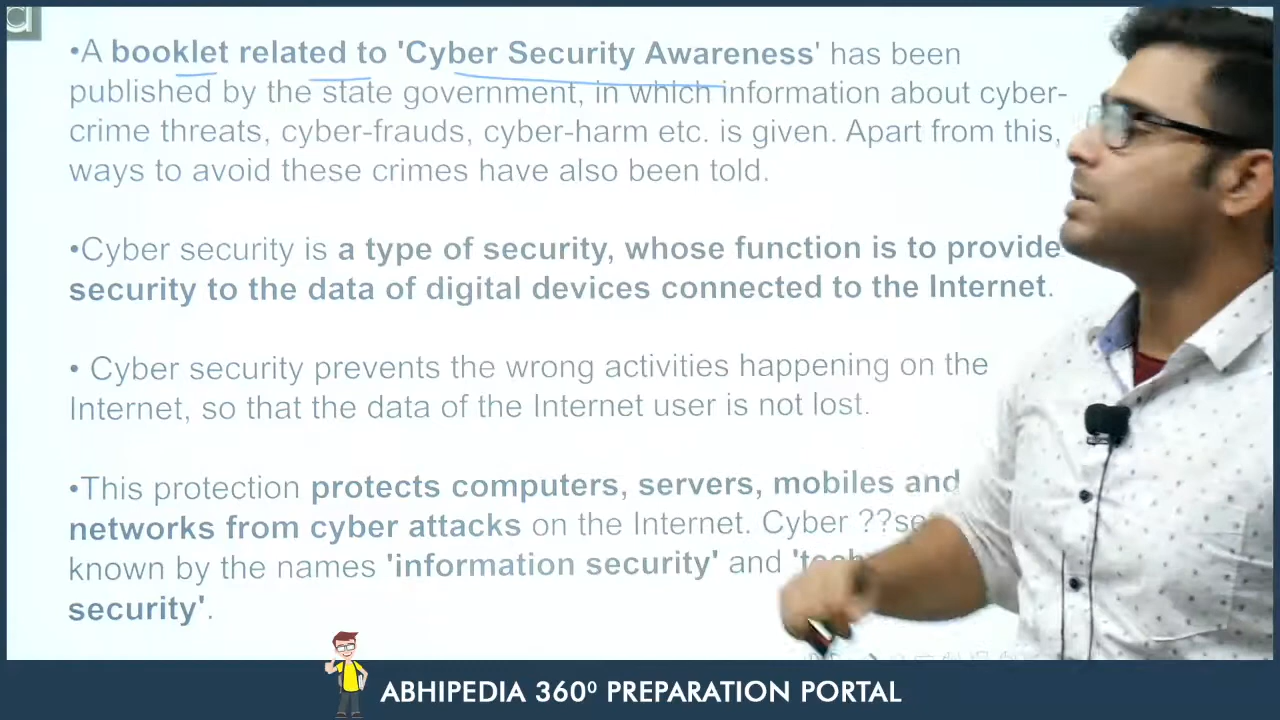 •A booklet related to 'Cyber Security Awareness' has been
published by the state government, in which information about cyber-
crime threats, cyber-frauds, cyber-harm etc. is given. Apart from this,
ways to avoid these crimes have also been told.
•Cyber security is a type of security, whose function is to provide
security to the data of digital devices connected to the Internet.
• Cyber security prevents the wrong activities happening on the
Internet, so that the data of the Internet user is not lost.
•This protection protects computers, servers, mobiles and
networks from cyber attacks on the Internet. Cyber
known by the names 'information security' and
security'.
ABHIPEDIA 360⁰ PREPARATION PORTAL